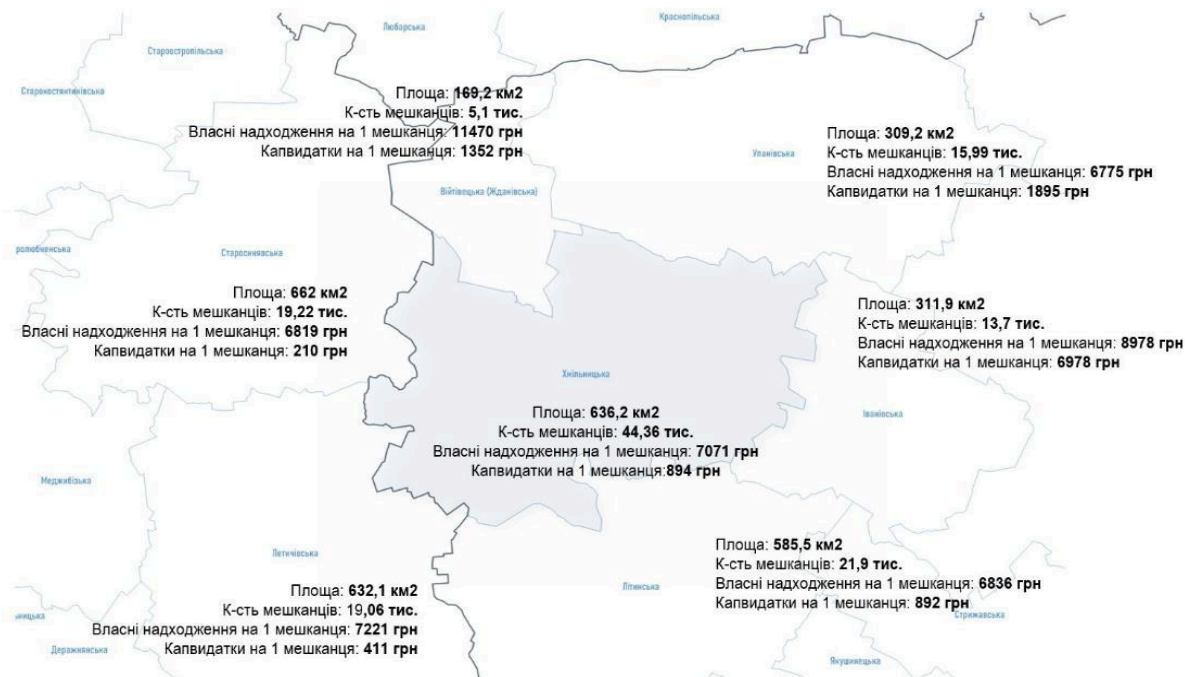 Краснопільська
Любарська
Староостропільська
Старокостянтинівська
Площа: 169,2 км2
К-сть мешканців: 5,1 тис.
Власні надходження на 1 мешканця: 11470 грн
Капвидатки на 1 мешканця: 1352 грн
Уланівська
Площа: 309,2 км2
К-сть мешканців: 15,99 тис.
Власні надходження на 1 мешканця: 6775 грн
Капвидатки на 1 мешканця: 1895 грн
Війтівецька (Жданівська)
ролюбненська
Старосинявська
Площа: 662 км2
К-сть мешканців: 19,22 тис.
Власні надходження на 1 мешканця: 6819 грн
Капвидатки на 1 мешканця: 210 грн
Площа: 311,9 км2
К-сть мешканців: 13,7 тис.
Власні надходження на 1 мешканця: 8978 грн
Капвидатки на 1 мешканця: 6978 грн
Хмільницька
Площа: 636,2 км2
К-сть мешканців: 44,36 тис.
Власні надходження на 1 мешканця: 7071 грн
Капвидатки на 1 мешканця:894 грн
Іванівська
Меджибізька
Летичівська
Площа: 632,1 км2
К-сть мешканців: 19,06 тис.
Власні надходження на 1 мешканця: 7221 грн
Капвидатки на 1 мешканця: 411 грн
Літинська
Площа: 585,5 км2
К-сть мешканців: 21,9 тис.
Власні надходження на 1 мешканця: 6836 грн
Капвидатки на 1 мешканця: 892 грн
Стрижавська
ьницька
Деражнянська
Якушинецька